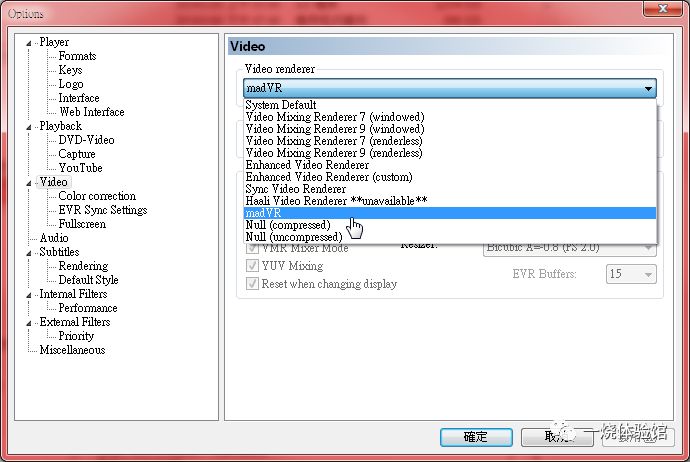 Options
Player
Formats
Keys
Logo
Interface
Web Interface
Playback
DVD-Video
Capture
YouTube
Video
Color correction
EVR Sync Settings
Fullscreen
Audio
Subtitles
Rendering
Default Style
Internal Filters
Performance
External Filters
Priority
Miscellaneous
Video
Video renderer
madVR
System Default
Video Mixing Renderer 7 (windowed)
Video Mixing Renderer 9 (windowed)
Video Mixing Renderer 7 (renderless)
Video Mixing Renderer 9 (renderless)
Enhanced Video Renderer
Enhanced Video Renderer (custom)
Sync Video Renderer
Haali Video Renderer **unavailable**
madVR
Null (compressed)
Null (uncompressed)
VMR Mixer Mode
Resizer:
Bicubic A=-0.8 (PS 2.0)
YUV Mixing
EVR Buffers:
15
Reset when changing display
確定
取消
一烧体验馆